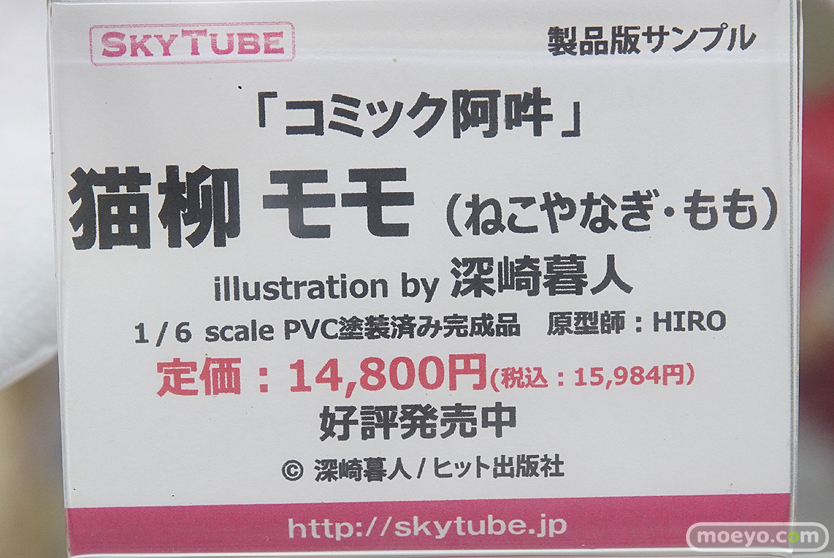 SKYTUBE
製品版サンプル
「コミック阿吽」
猫柳 モモ（ねこやなぎ・もも）
illustration by 深崎暮人
1/6 scale PVC塗装済み完成品　原型師：HIRO
定価：14,800円(税込：15,984円)
好評発売中
© 深崎暮人/ヒット出版社
http://skytube.jp
moeyo.com